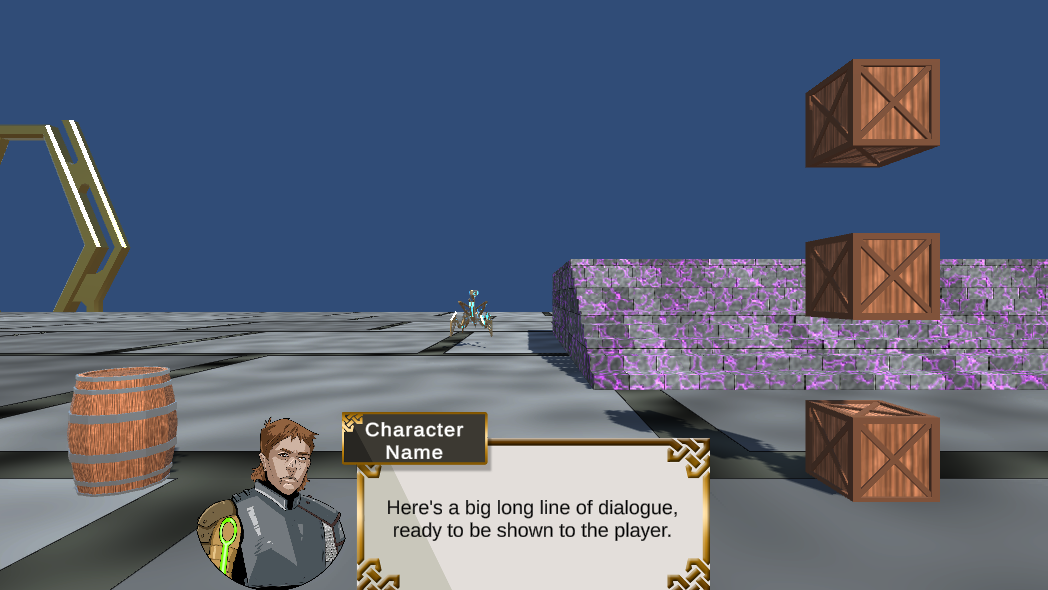 Character
Name
Here's a big long line of dialogue,
ready to be shown to the player.